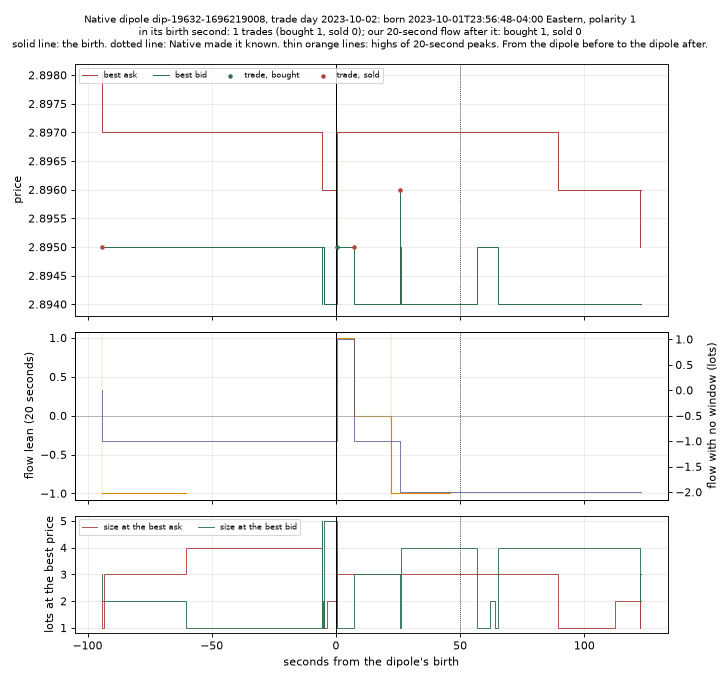 Native dipole dip-19632-1696219008, trade day 2023-10-02: born 2023-10-01T23:56:48-04:00 Eastern, polarity 1
in its birth second: 1 trades (bought 1, sold 0); our 20-second flow after it: bought 1, sold 0
solid line: the birth. dotted line: Native made it known. thin orange lines: highs of 20-second peaks. From the dipole before to the dipole after.
best ask
best bid
trade, bought
trade, sold
2.8980
2.8975
2.8970
2.8965
2.8960
2.8955
2.8950
2.8945
2.8940
price
1.0
0.5
0.0
−0.5
−1.0
flow lean (20 seconds)
1.0
0.5
0.0
−0.5
−1.0
−1.5
−2.0
flow with no window (lots)
size at the best ask
size at the best bid
5
4
3
2
1
lots at the best price
−100
−50
0
50
100
seconds from the dipole's birth